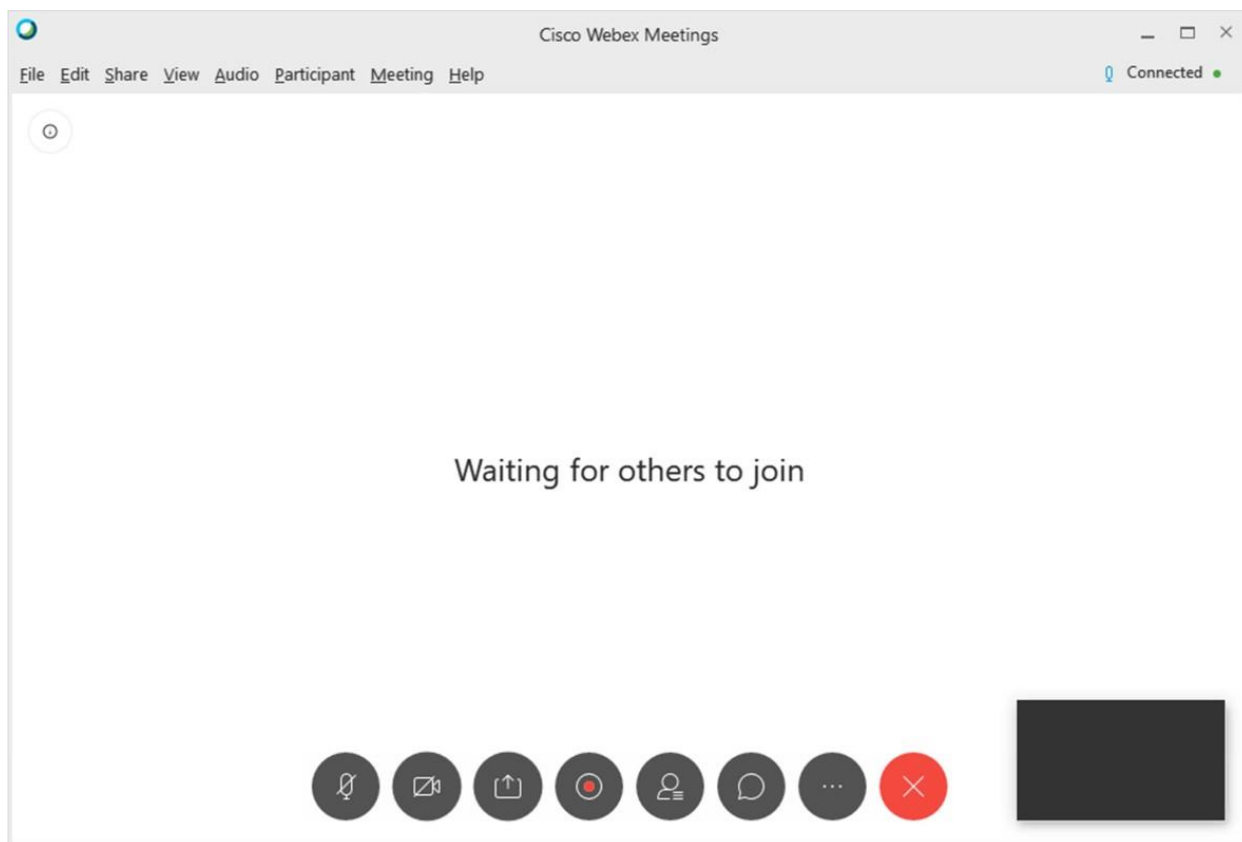 Cisco Webex Meetings
File Edit Share View Audio Participant Meeting Help Connected
Waiting for others to join